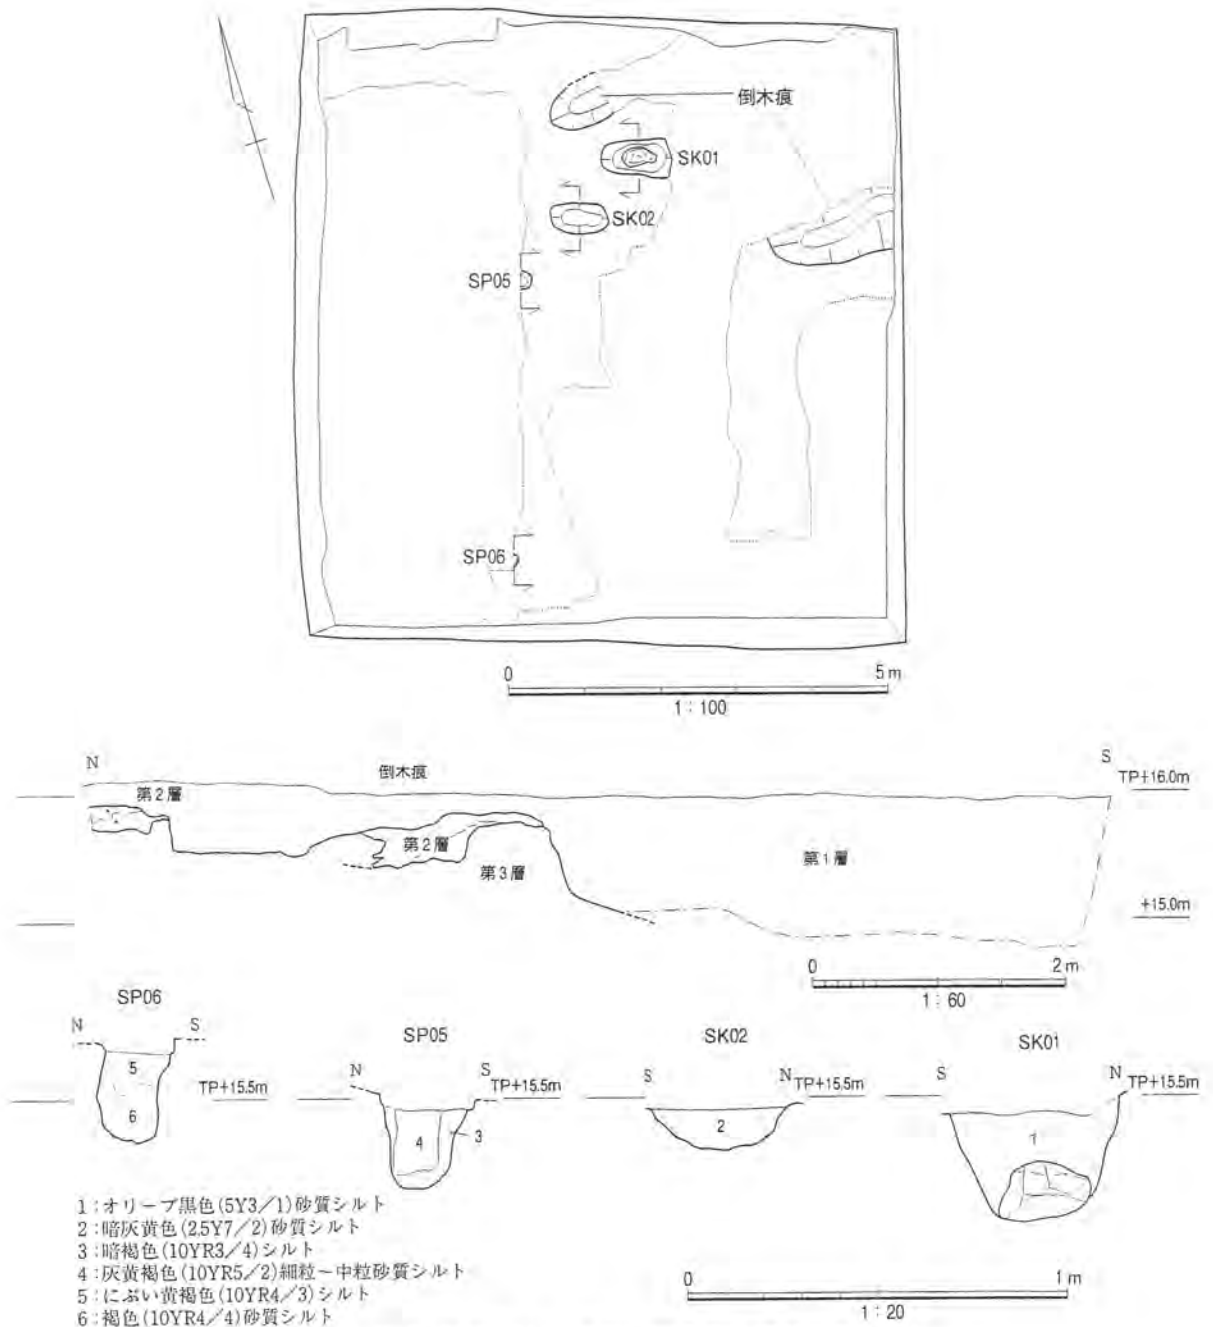 倒木痕
SK01
SK02
SP05
SP06
0 5m
1:100
N 倒木痕 S
TP+16.0m
第2層
第2層
第3層
第1層
+15.0m
0 2m
1:60
SP06
N S
5
6
TP+15.5m
SP05
N S
TP+15.5m
4
3
SK02
S N
TP+15.5m
2
SK01
S N
TP+15.5m
1
1:オリーブ黒色(5Y3/1)砂質シルト
2:暗灰黄色(2.5Y7/2)砂質シルト
3:暗褐色(10YR3/4)シルト
4:灰黄褐色(10YR5/2)細粒~中粒砂質シルト
5:にぶい黄褐色(10YR4/3)シルト
6:褐色(10YR4/4)砂質シルト
0 1m
1:20